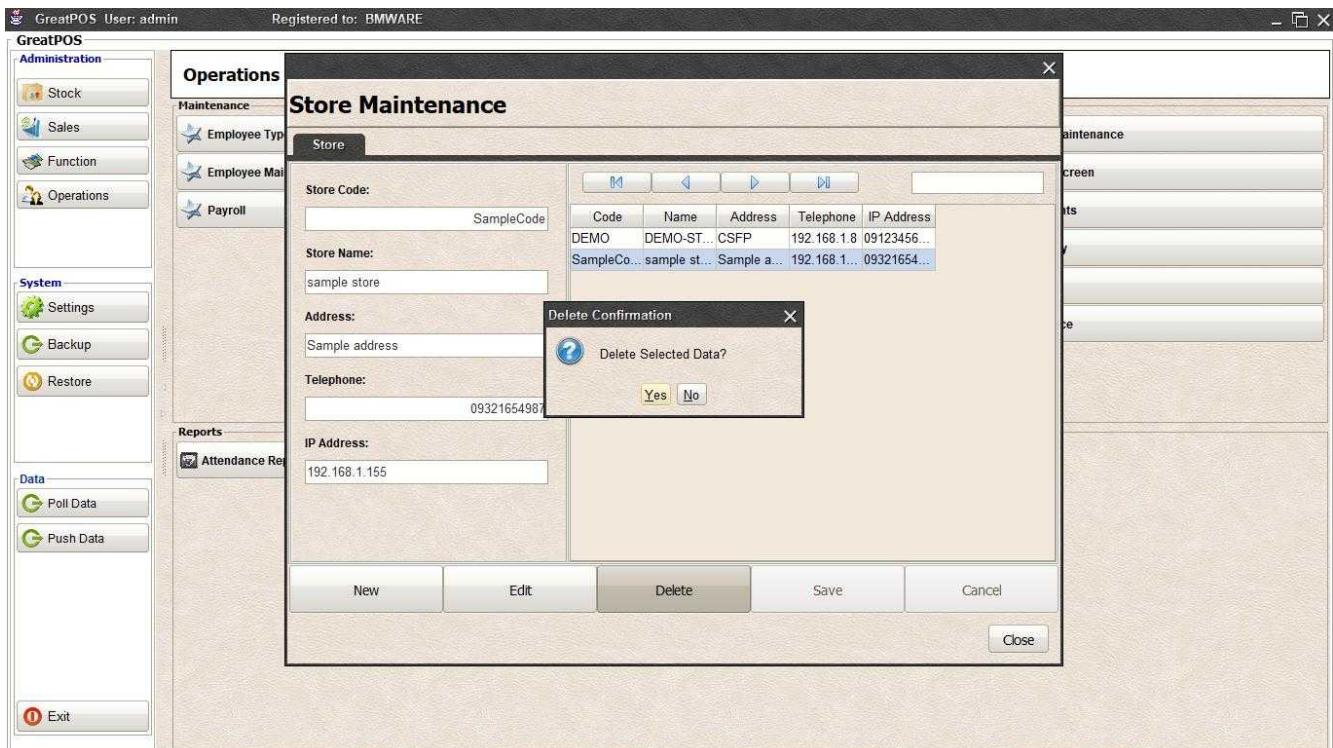 GreatPOS User: admin Registered to: BMWARE
GreatPOS
Administration
Stock
Sales
Function
Operations
System
Settings
Backup
Restore
Data
Poll Data
Push Data
Exit
Operations
Maintenance
Employee Typ
Employee Mai
Payroll
Reports
Attendance Rep
aintenance
creen
nts
y
ce
Store Maintenance
Store
Store Code:
SampleCode
Store Name:
sample store
Address:
Sample address
Telephone:
09321654987
IP Address:
192.168.1.155
Code Name Address Telephone IP Address
DEMO DEMO-ST... CSFP 192.168.1.8 09123456...
SampleCo... sample st... Sample a... 192.168.1... 09321654...
Delete Confirmation
Delete Selected Data?
Yes No
New Edit Delete Save Cancel
Close